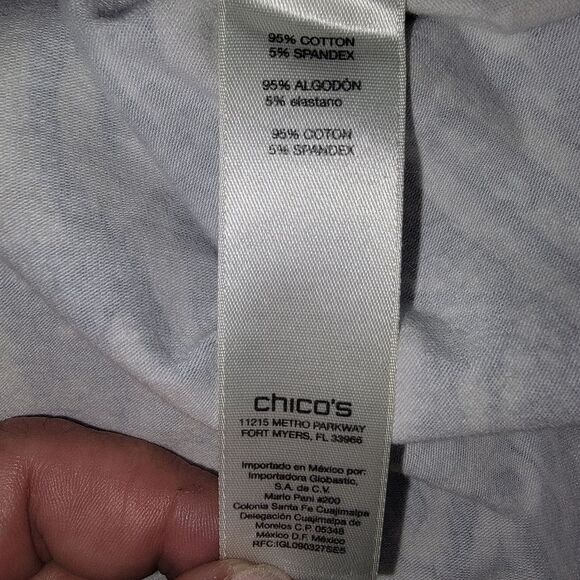 95% COTTON
5% SPANDEX
95% ALGODÓN
5% elastano
95% COTON
5% SPANDEX
chico's
11215 METRO PARKWAY
FORT MYERS, FL 33966
Importado en México por:
Importadora Globastic,
S.A. de C.V.
Mario Pani #200
Colonia Santa Fe Cuajimalpa
Delegación Cuajimalpa de
Morelos C.P. 05348
México D.F. México
RFC:IGL090327SE5